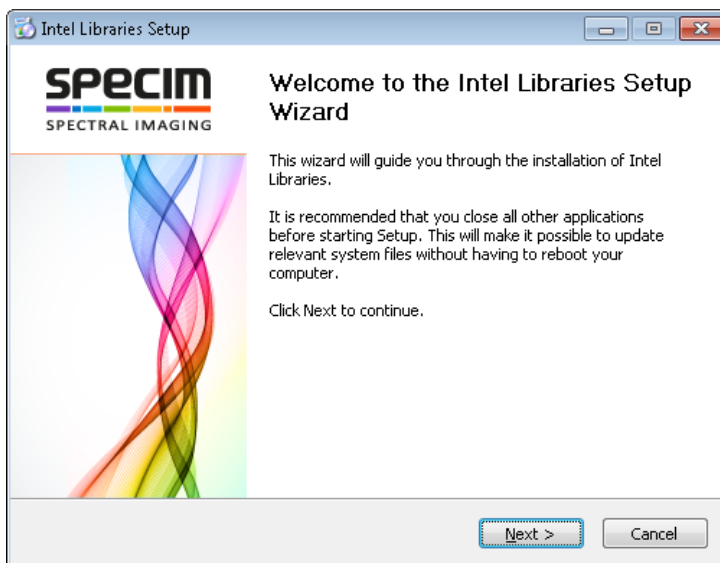 Intel Libraries Setup
SPECIM
SPECTRAL IMAGING
Welcome to the Intel Libraries Setup
Wizard
This wizard will guide you through the installation of Intel
Libraries.
It is recommended that you close all other applications
before starting Setup. This will make it possible to update
relevant system files without having to reboot your
computer.
Click Next to continue.
Next >
Cancel